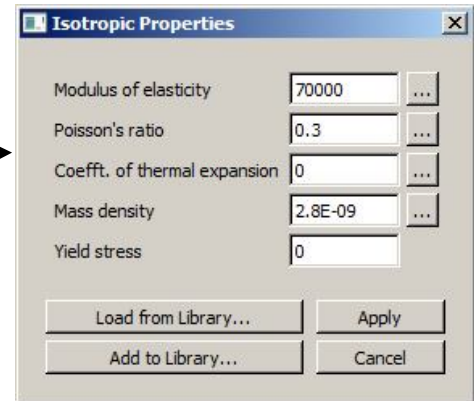 Isotropic Properties
Modulus of elasticity 70000 ...
Poisson's ratio 0.3 ...
Coefft. of thermal expansion 0 ...
Mass density 2.8E-09 ...
Yield stress 0
Load from Library... Apply
Add to Library... Cancel